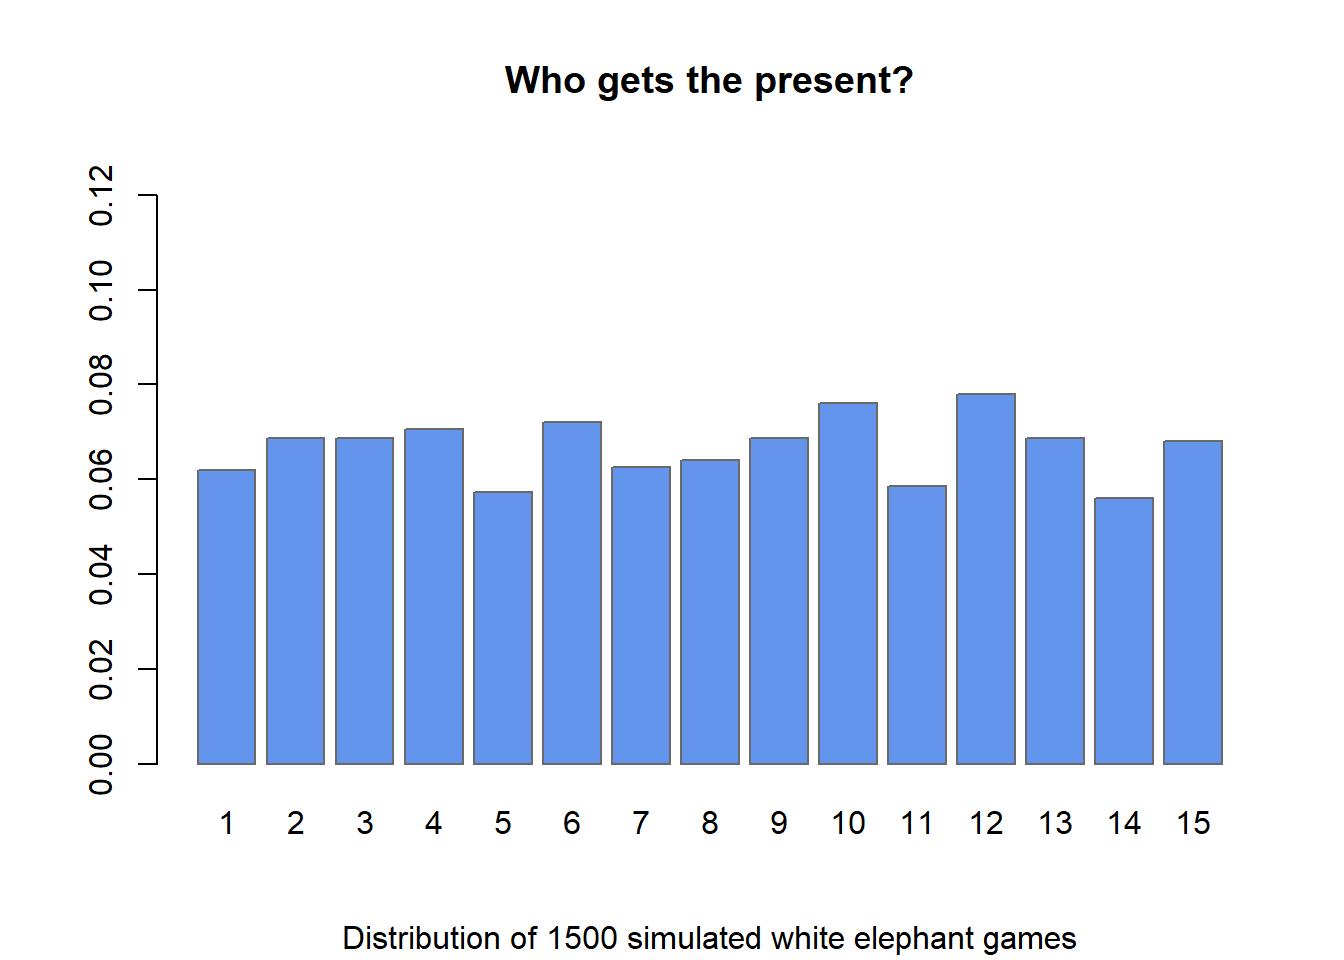 Who gets the present?
0.12
0.10
0.08
0.06
0.04
0.02
0.00
1 2 3 4 5 6 7 8 9 10 11 12 13 14 15
Distribution of 1500 simulated white elephant games